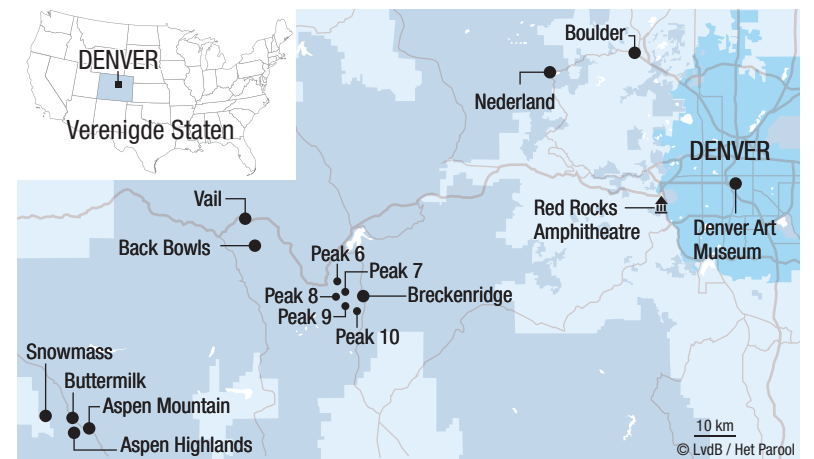 DENVER
Verenigde Staten
Boulder
Nederland
DENVER
Vail
Red Rocks
Amphitheatre
Denver Art
Museum
Back Bowls
Peak 6
Peak 7
Peak 8
Breckenridge
Peak 9
Peak 10
Snowmass
Buttermilk
Aspen Mountain
Aspen Highlands
10 km
© LvdB / Het Parool